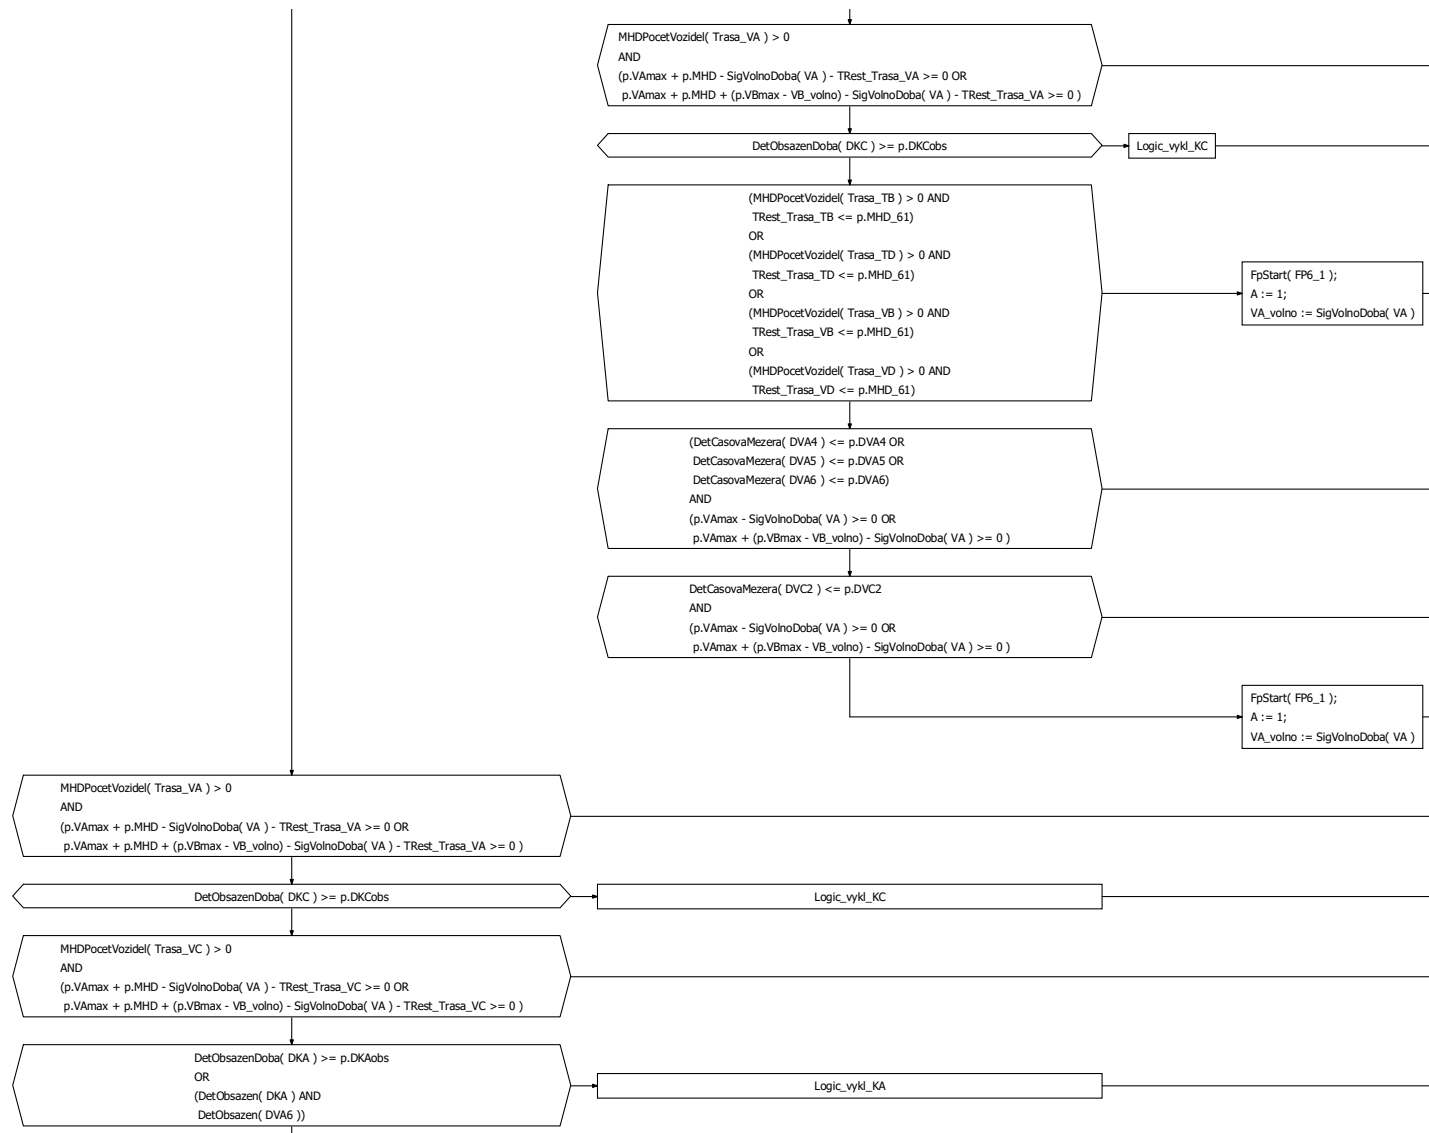 MHDPocetVozidel( Trasa_VA ) > 0
AND
(p.VAmax + p.MHD - SigVolnoDoba( VA ) - TRest_Trasa_VA >= 0 OR
p.VAmax + p.MHD + (p.VBmax - VB_volno) - SigVolnoDoba( VA ) - TRest_Trasa_VA >= 0 )
DetObsazenDoba( DKC ) >= p.DKCobs
Logic_vykl_KC
(MHDPocetVozidel( Trasa_TB ) > 0 AND
TRest_Trasa_TB <= p.MHD_61)
OR
(MHDPocetVozidel( Trasa_TD ) > 0 AND
TRest_Trasa_TD <= p.MHD_61)
OR
(MHDPocetVozidel( Trasa_VB ) > 0 AND
TRest_Trasa_VB <= p.MHD_61)
OR
(MHDPocetVozidel( Trasa_VD ) > 0 AND
TRest_Trasa_VD <= p.MHD_61)
FpStart( FP6_1 );
A := 1;
VA_volno := SigVolnoDoba( VA )
(DetCasovaMezera( DVA4 ) <= p.DVA4 OR
DetCasovaMezera( DVA5 ) <= p.DVA5 OR
DetCasovaMezera( DVA6 ) <= p.DVA6)
AND
(p.VAmax - SigVolnoDoba( VA ) >= 0 OR
p.VAmax + (p.VBmax - VB_volno) - SigVolnoDoba( VA ) >= 0 )
DetCasovaMezera( DVC2 ) <= p.DVC2
AND
(p.VAmax - SigVolnoDoba( VA ) >= 0 OR
p.VAmax + (p.VBmax - VB_volno) - SigVolnoDoba( VA ) >= 0 )
FpStart( FP6_1 );
A := 1;
VA_volno := SigVolnoDoba( VA )
MHDPocetVozidel( Trasa_VA ) > 0
AND
(p.VAmax + p.MHD - SigVolnoDoba( VA ) - TRest_Trasa_VA >= 0 OR
p.VAmax + p.MHD + (p.VBmax - VB_volno) - SigVolnoDoba( VA ) - TRest_Trasa_VA >= 0 )
DetObsazenDoba( DKC ) >= p.DKCobs
Logic_vykl_KC
MHDPocetVozidel( Trasa_VC ) > 0
AND
(p.VAmax + p.MHD - SigVolnoDoba( VA ) - TRest_Trasa_VC >= 0 OR
p.VAmax + p.MHD + (p.VBmax - VB_volno) - SigVolnoDoba( VA ) - TRest_Trasa_VC >= 0 )
DetObsazenDoba( DKA ) >= p.DKAobs
OR
(DetObsazen( DKA ) AND
DetObsazen( DVA6 ))
Logic_vykl_KA